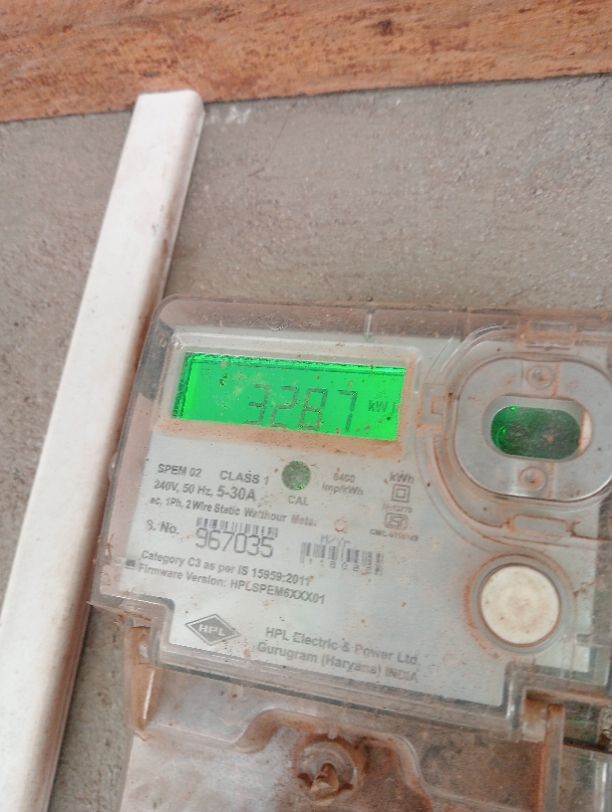 3287 kW
SPEM 02 CLASS 1
240V, 50 Hz, 5-30A
ac, 1Ph, 2 Wire Static Watthour Meter
CAL
6400
imp/kWh
kWh
S. No. 967035
Category C3 as per IS 15959:2011
Firmware Version: HPLSPEM6XXX01
HPL
HPL Electric & Power Ltd.
Gurugram (Haryana) INDIA